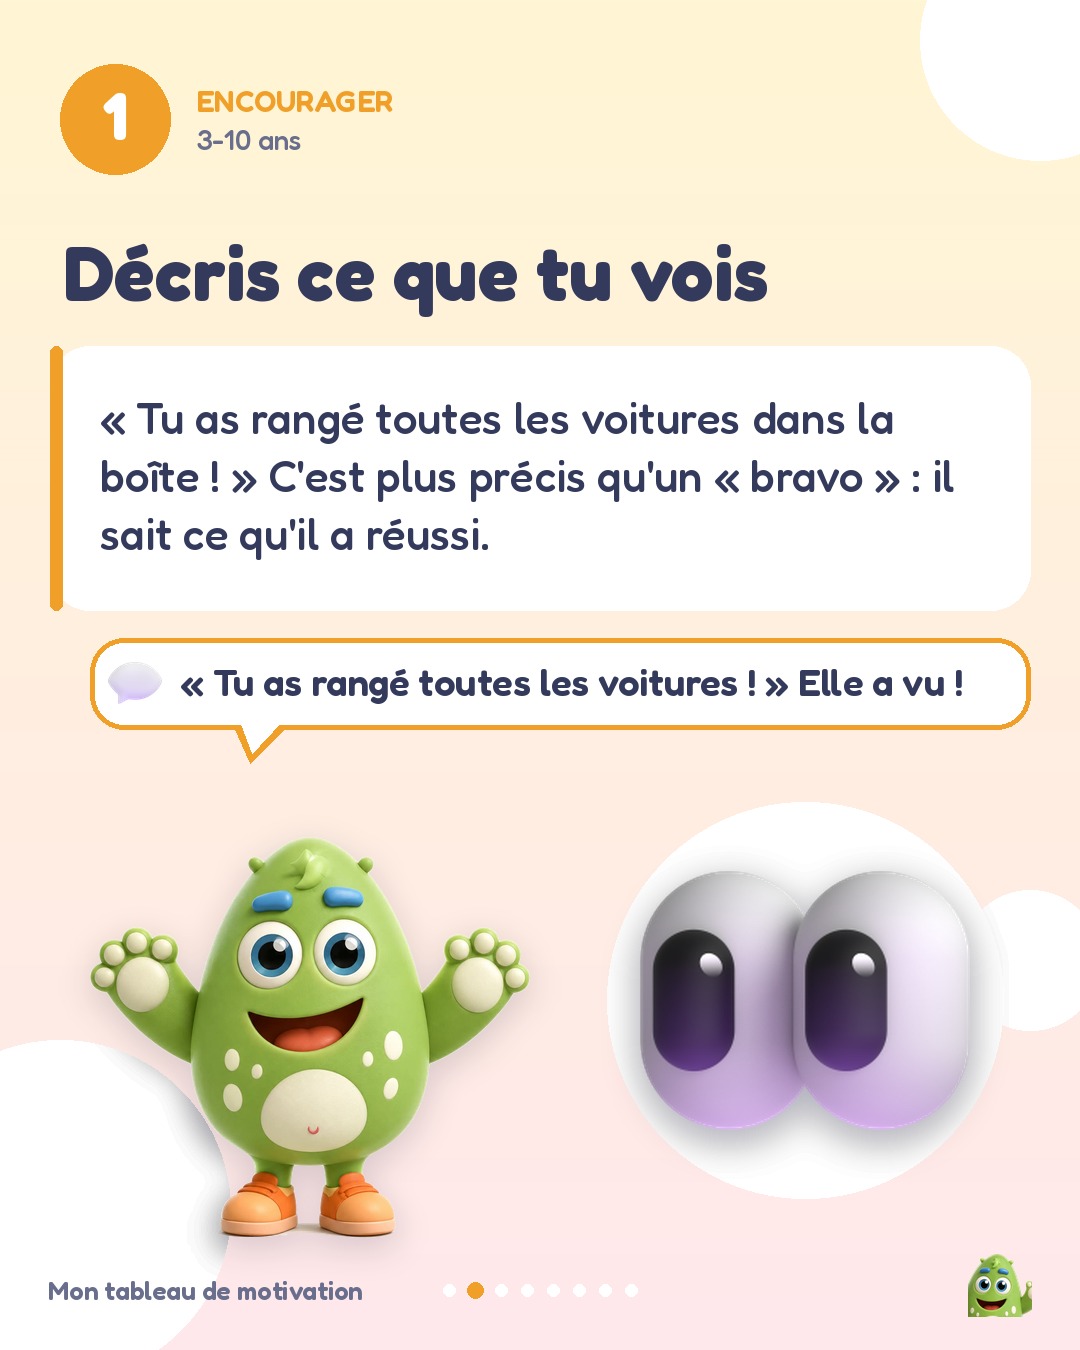 1
ENCOURAGER
3-10 ans
Décris ce que tu vois
« Tu as rangé toutes les voitures dans la
boîte ! » C'est plus précis qu'un « bravo » : il
sait ce qu'il a réussi.
« Tu as rangé toutes les voitures ! » Elle a vu !
Mon tableau de motivation